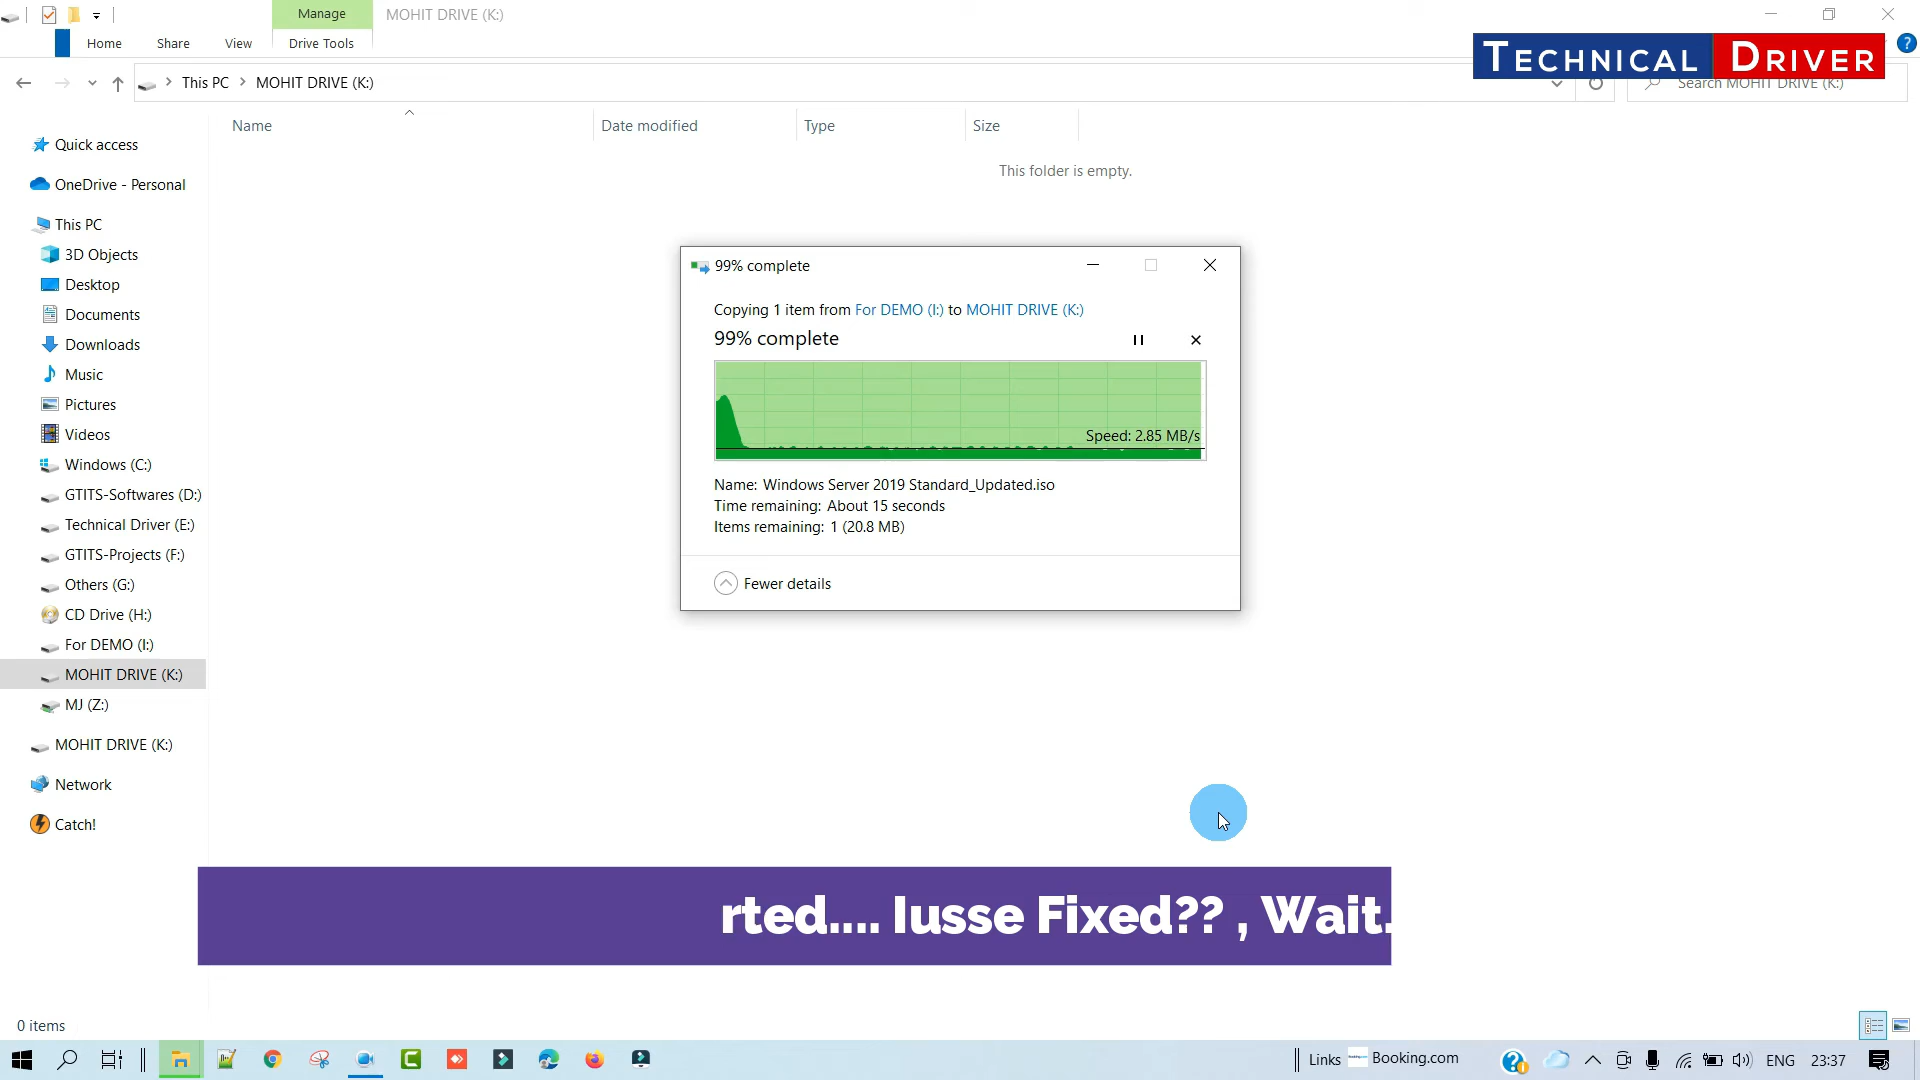 Manage
MOHIT DRIVE (K:)
Home
Share
View
Drive Tools
TECHNICAL DRIVER
This PC
MOHIT DRIVE (K:)
Search MOHIT DRIVE (K:)
Name
Date modified
Type
Size
This folder is empty.
Quick access
OneDrive - Personal
This PC
3D Objects
Desktop
Documents
Downloads
Music
Pictures
Videos
Windows (C:)
GTITS-Softwares (D:)
Technical Driver (E:)
GTITS-Projects (F:)
Others (G:)
CD Drive (H:)
For DEMO (I:)
MOHIT DRIVE (K:)
MJ (Z:)
MOHIT DRIVE (K:)
Network
Catch!
99% complete
Copying 1 item from For DEMO (I:) to MOHIT DRIVE (K:)
99% complete
Speed: 2.85 MB/s
Name: Windows Server 2019 Standard_Updated.iso
Time remaining: About 15 seconds
Items remaining: 1 (20.8 MB)
Fewer details
rted.... Iusse Fixed?? , Wait.
0 items
Links
Booking.com
ENG
23:37